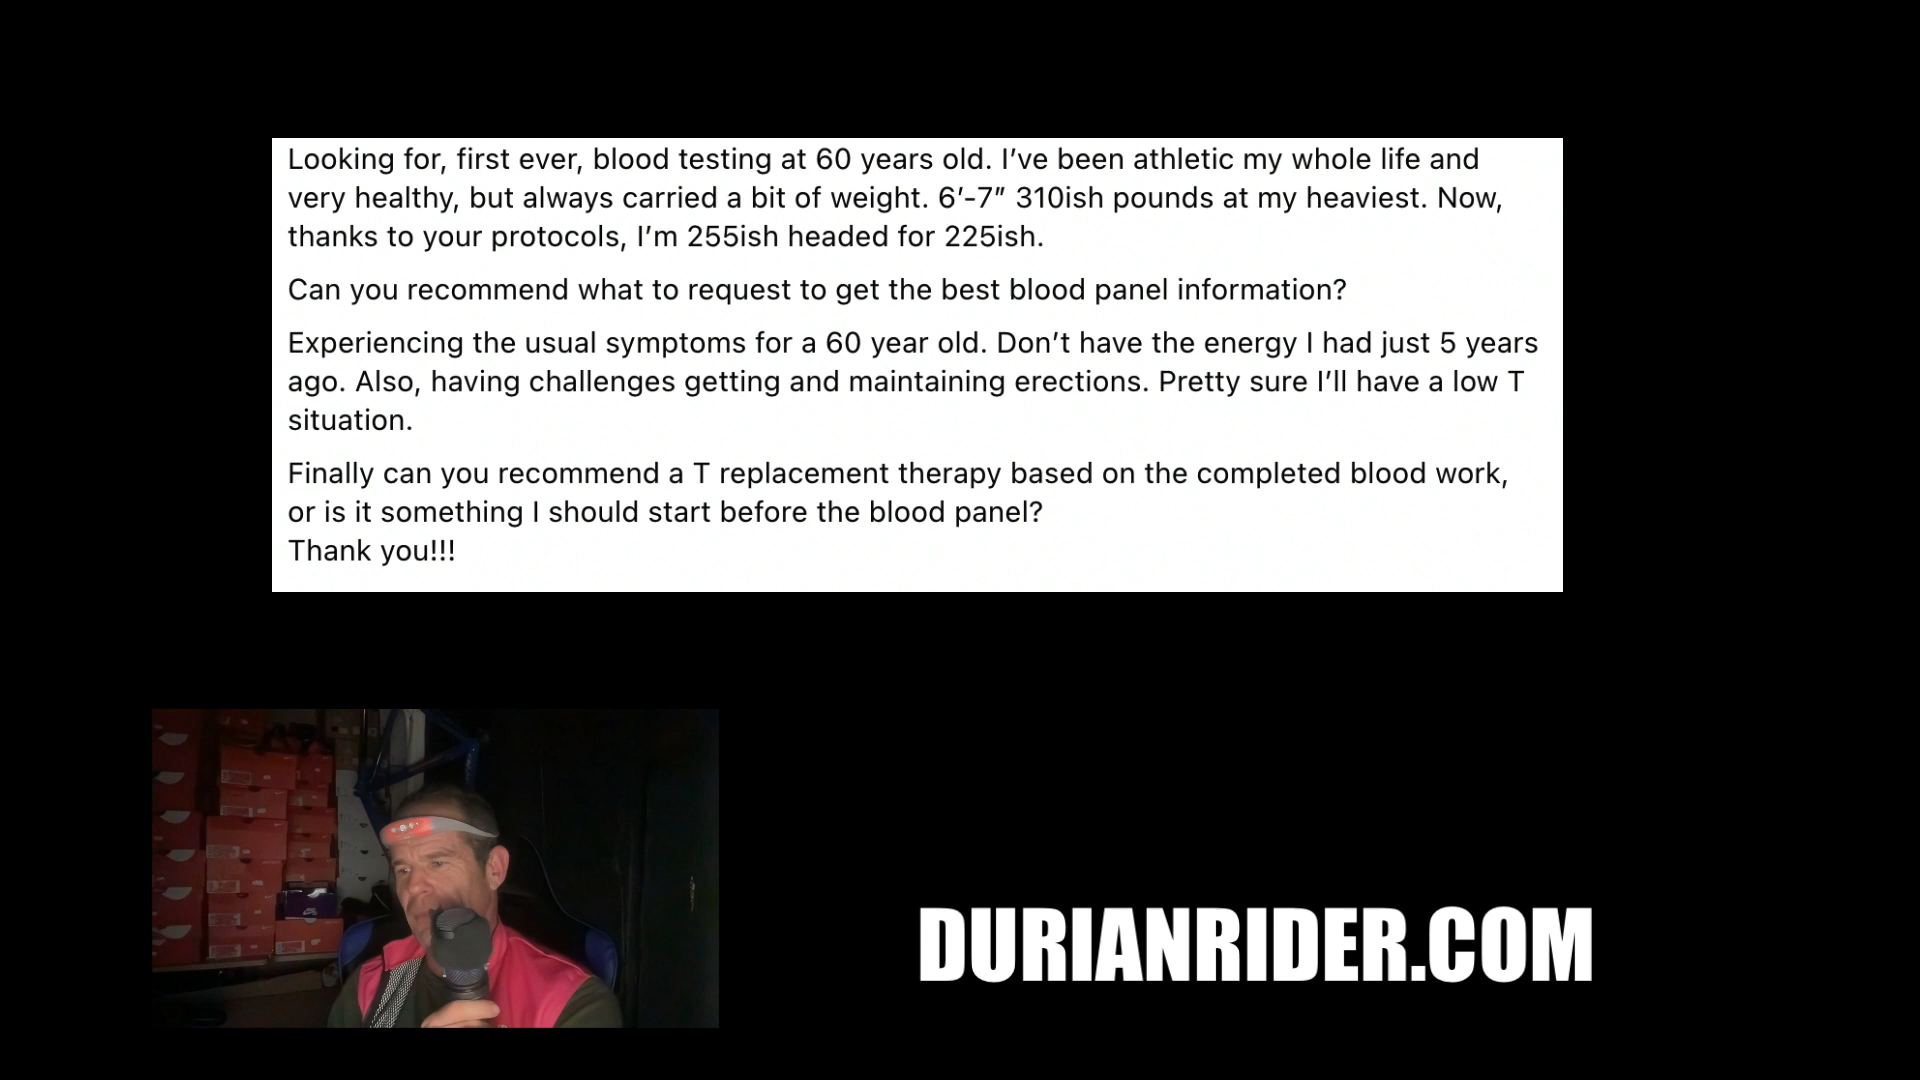 Looking for, first ever, blood testing at 60 years old. I’ve been athletic my whole life and
very healthy, but always carried a bit of weight. 6’-7” 310ish pounds at my heaviest. Now,
thanks to your protocols, I’m 255ish headed for 225ish.
Can you recommend what to request to get the best blood panel information?
Experiencing the usual symptoms for a 60 year old. Don’t have the energy I had just 5 years
ago. Also, having challenges getting and maintaining erections. Pretty sure I’ll have a low T
situation.
Finally can you recommend a T replacement therapy based on the completed blood work,
or is it something I should start before the blood panel?
Thank you!!!
DURIANRIDER.COM